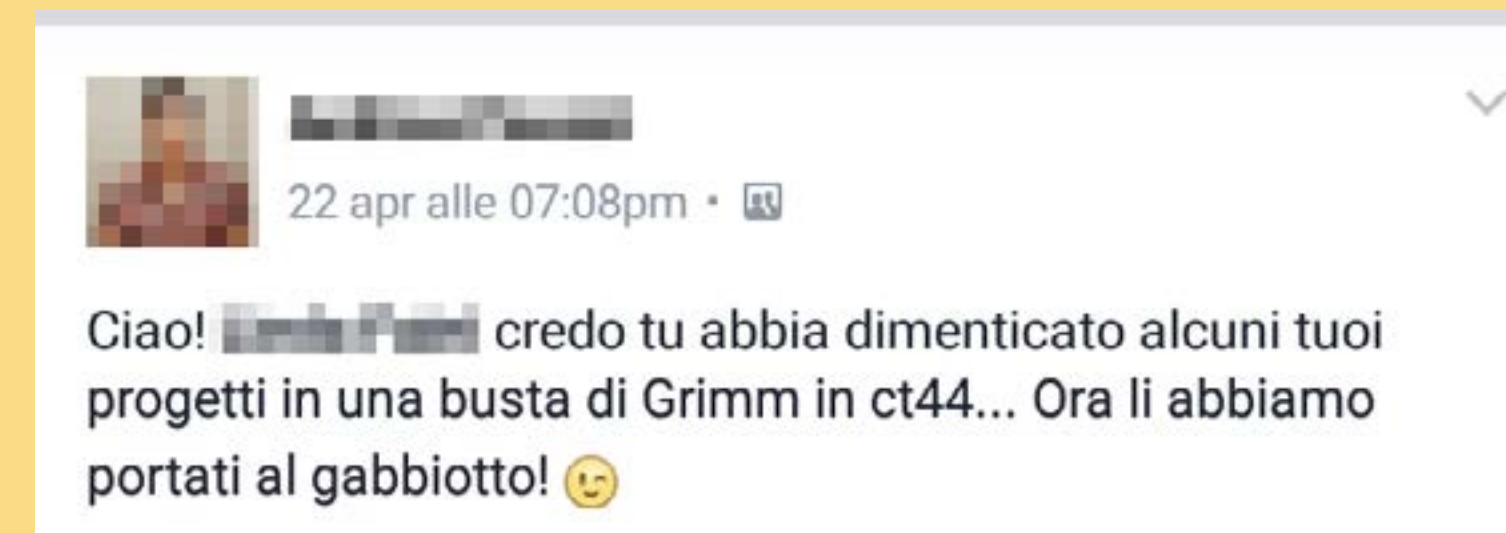 22 apr alle 07:08pm •
Ciao! credo tu abbia dimenticato alcuni tuoi
progetti in una busta di Grimm in ct44... Ora li abbiamo
portati al gabbiotto! 😉